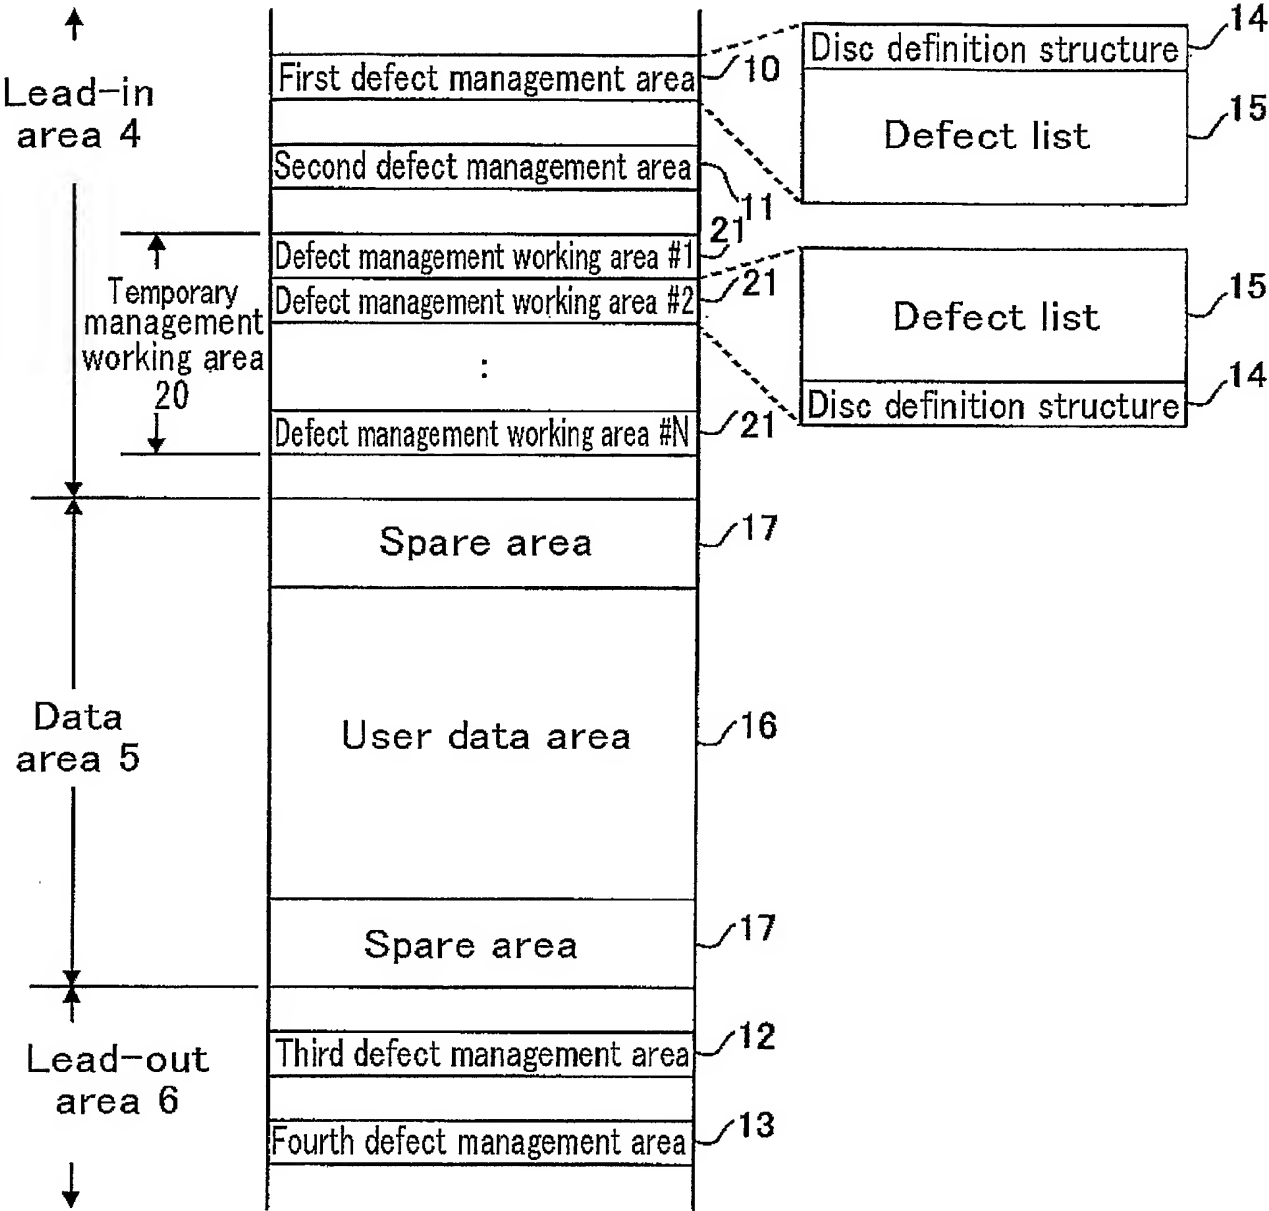 Lead-in
area 4
First defect management area
10
Disc definition structure
14
Defect list
15
Second defect management area
11
Temporary
management
working area
20
Defect management working area #1
21
Defect management working area #2
21
:
Defect management working area #N
21
Defect list
15
Disc definition structure
14
Data
area 5
Spare area
17
User data area
16
Spare area
17
Lead-out
area 6
Third defect management area
12
Fourth defect management area
13